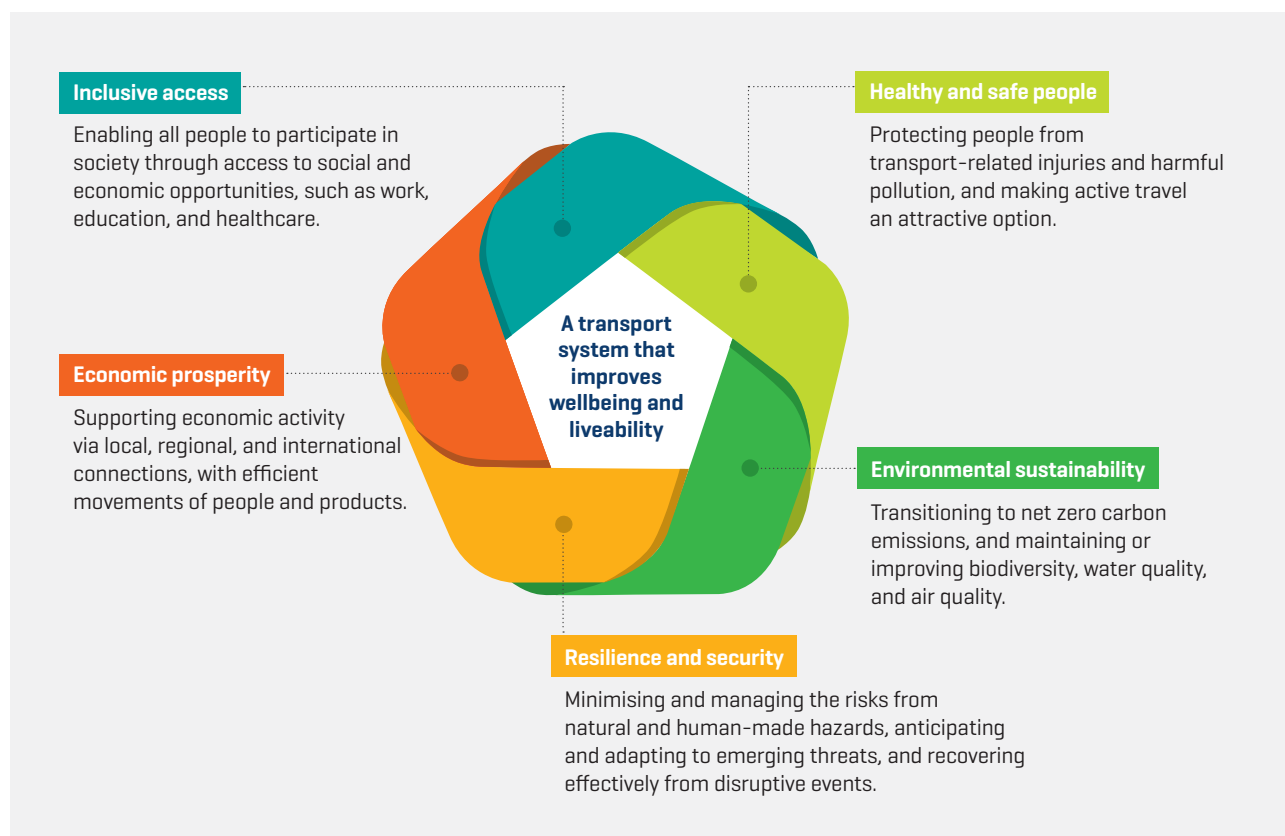 Inclusive access
Enabling all people to participate in
society through access to social and
economic opportunities, such as work,
education, and healthcare.
Healthy and safe people
Protecting people from
transport-related injuries and harmful
pollution, and making active travel
an attractive option.
A transport
system that
improves
wellbeing and
liveability
Economic prosperity
Supporting economic activity
via local, regional, and international
connections, with efficient
movements of people and products.
Environmental sustainability
Transitioning to net zero carbon
emissions, and maintaining or
improving biodiversity, water quality,
and air quality.
Resilience and security
Minimising and managing the risks from
natural and human-made hazards, anticipating
and adapting to emerging threats, and recovering
effectively from disruptive events.